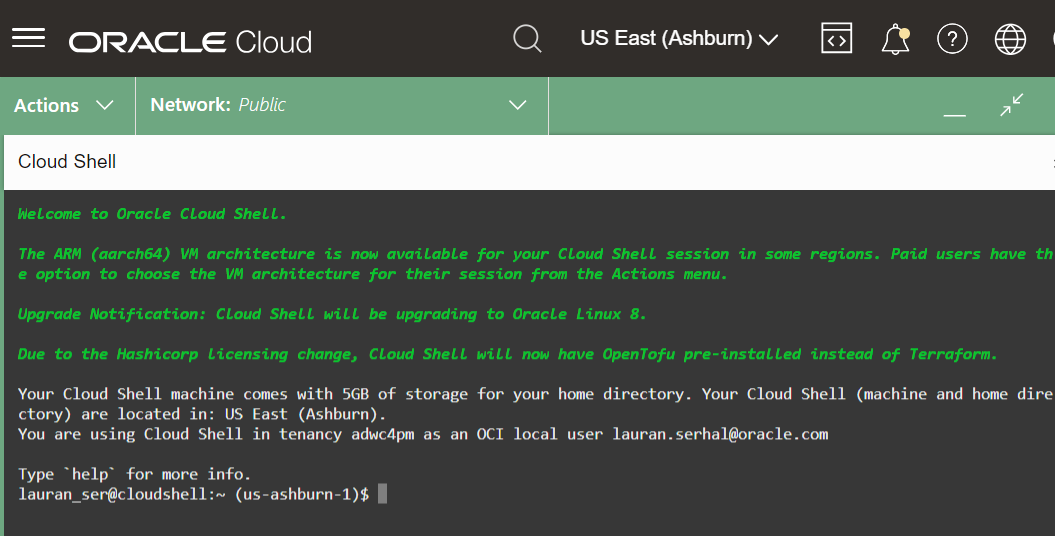 ORACLE Cloud US East (Ashburn)
Actions Network: Public
Cloud Shell
Welcome to Oracle Cloud Shell.
The ARM (aarch64) VM architecture is now available for your Cloud Shell session in some regions. Paid users have th
e option to choose the VM architecture for their session from the Actions menu.
Upgrade Notification: Cloud Shell will be upgrading to Oracle Linux 8.
Due to the Hashicorp licensing change, Cloud Shell will now have OpenTofu pre-installed instead of Terraform.
Your Cloud Shell machine comes with 5GB of storage for your home directory. Your Cloud Shell (machine and home dire
ctory) are located in: US East (Ashburn).
You are using Cloud Shell in tenancy adwc4pm as an OCI local user lauran.serhal@oracle.com
Type `help` for more info.
lauran_ser@cloudshell:~ (us-ashburn-1)$